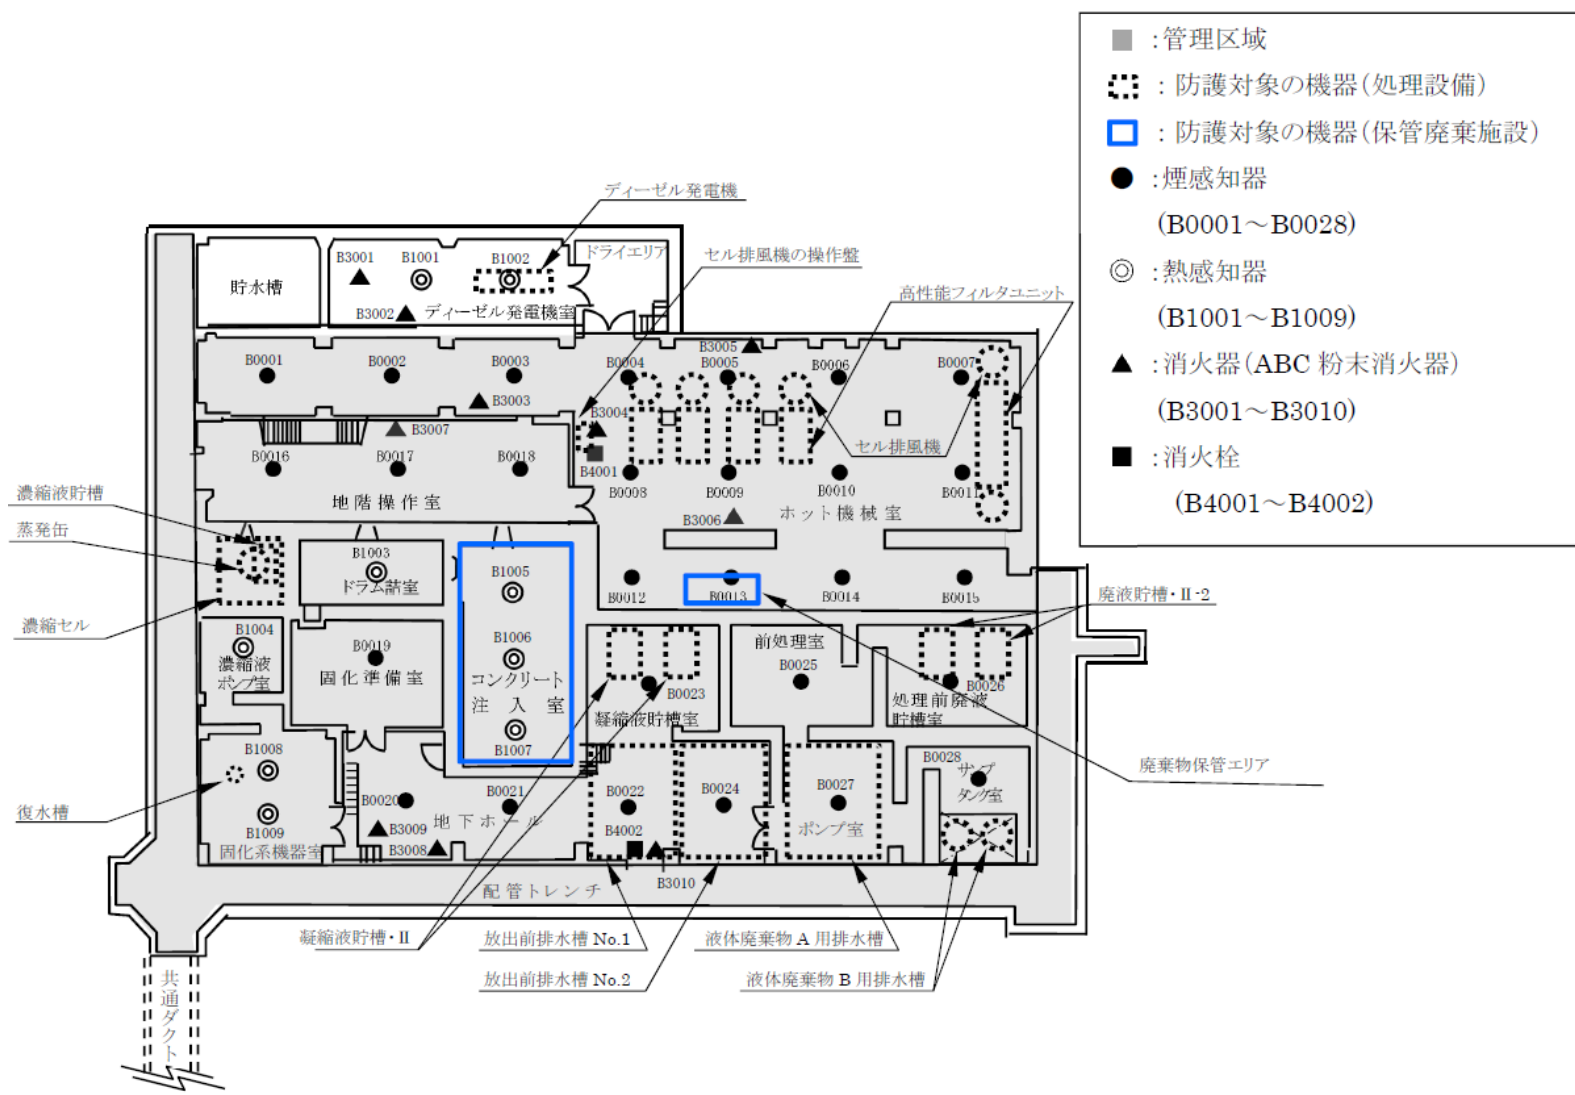 :管理区域
:防護対象の機器(処理設備)
:防護対象の機器(保管廃棄施設)
:煙感知器
(B0001～B0028)
:熱感知器
(B1001～B1009)
:消火器(ABC 粉末消火器)
(B3001～B3010)
:消火栓
(B4001～B4002)
ディーゼル発電機
セル排風機の操作盤
高性能フィルタユニット
ドライエリア
B3001
B1001
B1002
貯水槽
B3002
ディーゼル発電機室
B0001
B0002
B0003
B0004
B3005
B0005
B0006
B0007
B3003
B3004
B3007
セル排風機
B0016
B0017
B0018
B4001
B0008
B0009
B0010
B0011
地階操作室
B3006
ホット機械室
濃縮液貯槽
蒸発缶
濃縮セル
B1003
ドラム詰室
B1005
B0012
B0013
B0014
B0015
廃液貯槽・Ⅱ-2
B1004
濃縮液
ポンプ室
B0019
固化準備室
B1006
コンクリート
注 入 室
B1007
B0023
凝縮液貯槽室
前処理室
B0025
B0026
処理前廃液
貯槽室
廃棄物保管エリア
B1008
復水槽
B1009
固化系機器室
B0020
B0021
地下ホール
B3009
B3008
B0022
B4002
B3010
B0024
B0027
ポンプ室
B0028
サンプ
タンク室
配管トレンチ
凝縮液貯槽・Ⅱ
放出前排水槽 No.1
放出前排水槽 No.2
液体廃棄物 A 用排水槽
液体廃棄物 B 用排水槽
共通ダクト